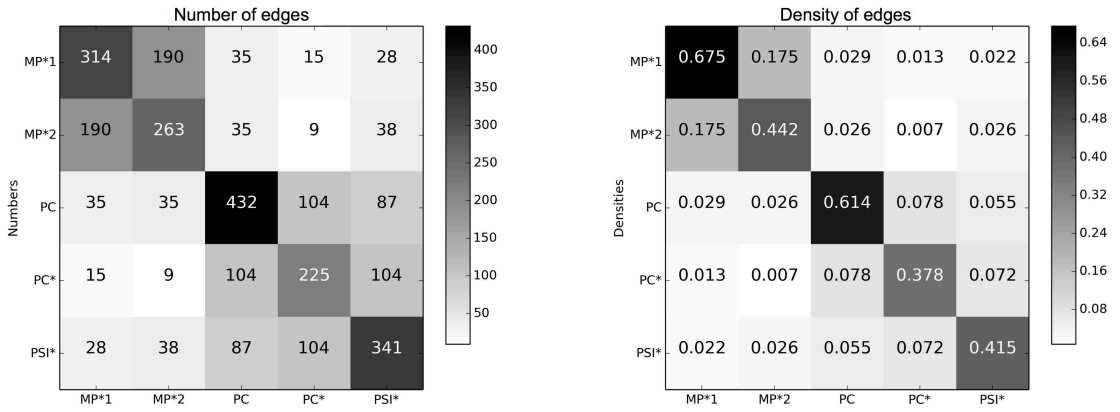 Number of edges
MP*1 314 190 35 15 28
MP*2 190 263 35 9 38
PC 35 35 432 104 87
PC* 15 9 104 225 104
PSI* 28 38 87 104 341
MP*1 MP*2 PC PC* PSI*
Numbers
400
350
300
250
200
150
100
50
Density of edges
MP*1 0.675 0.175 0.029 0.013 0.022
MP*2 0.175 0.442 0.026 0.007 0.026
PC 0.029 0.026 0.614 0.078 0.055
PC* 0.013 0.007 0.078 0.378 0.072
PSI* 0.022 0.026 0.055 0.072 0.415
MP*1 MP*2 PC PC* PSI*
Densities
0.64
0.56
0.48
0.40
0.32
0.24
0.16
0.08